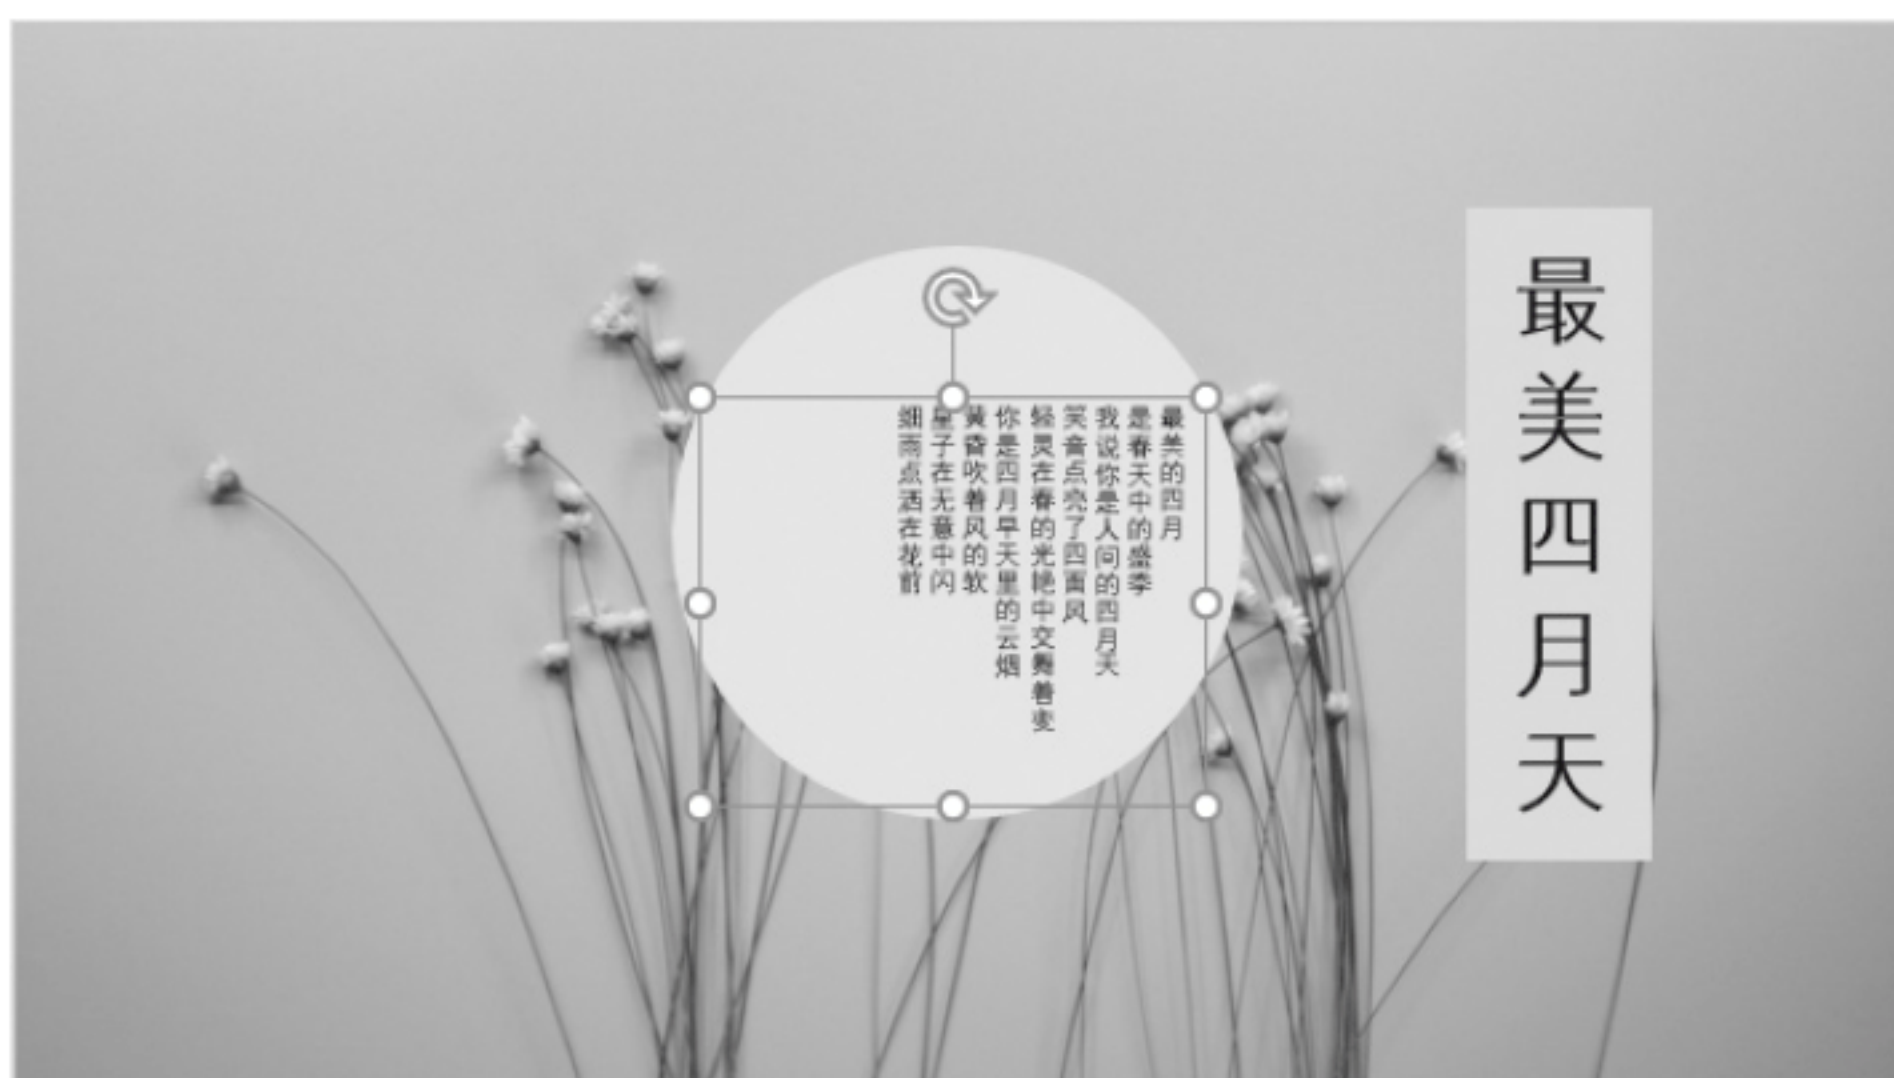 最美四月天
最美的四月
是春天中的盛季
我说你是人间的四月天
笑音点亮了四面风
轻灵在春的光艳中交舞着变
你是四月早天里的云烟
黄昏吹着风的软
星子在无意中闪
细雨点洒在花前